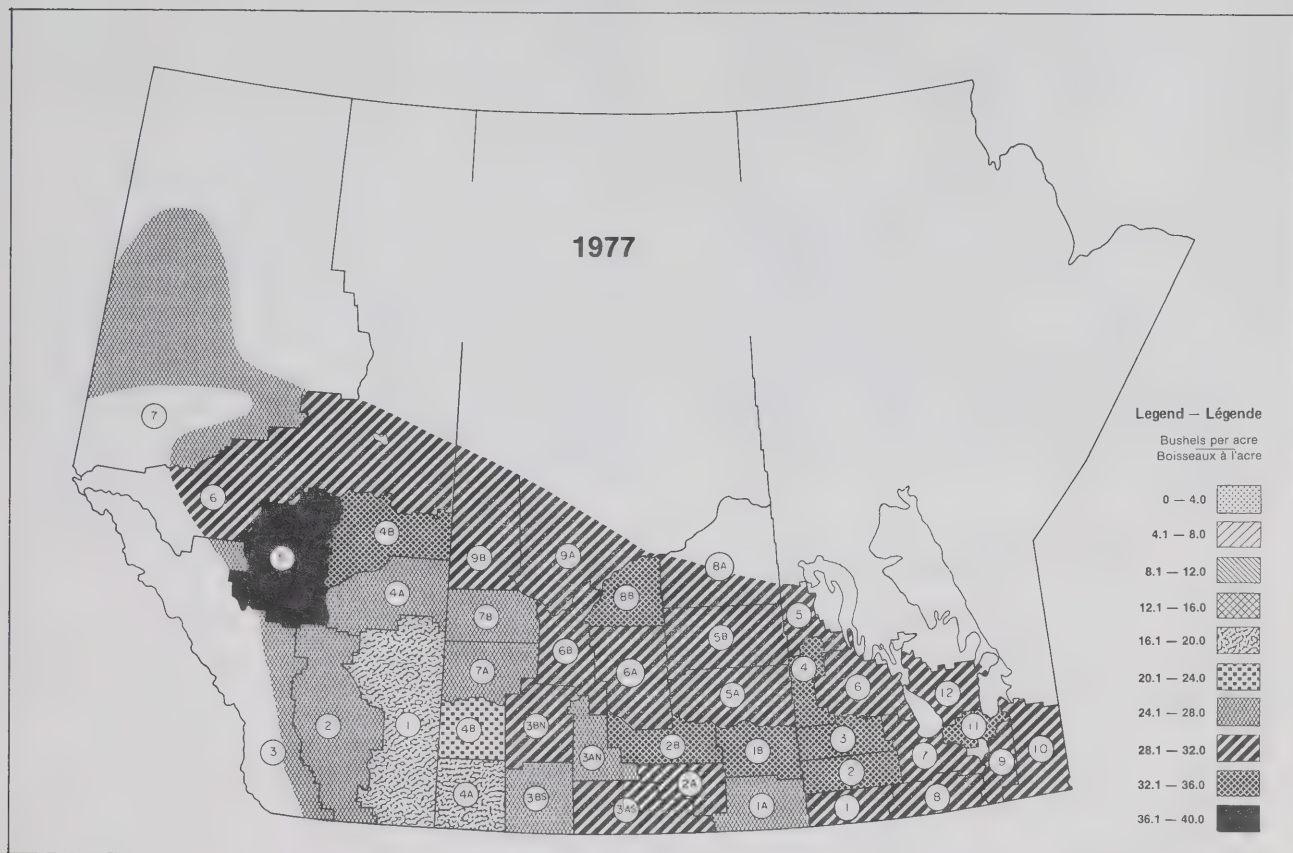 1977
Legend — Légende
Bushels per acre
Boisseaux à l'acre
0 — 4.0
4.1 — 8.0
8.1 — 12.0
12.1 — 16.0
16.1 — 20.0
20.1 — 24.0
24.1 — 28.0
28.1 — 32.0
32.1 — 36.0
36.1 — 40.0
7
6
4B
4A
2
1
3
9B
9A
8B
8A
7B
7A
6B
6A
5B
5A
4B
4A
3BN
3BS
3AN
3AS
2B
2A
1B
1A
5
4
6
3
2
1
12
11
7
9
10
8